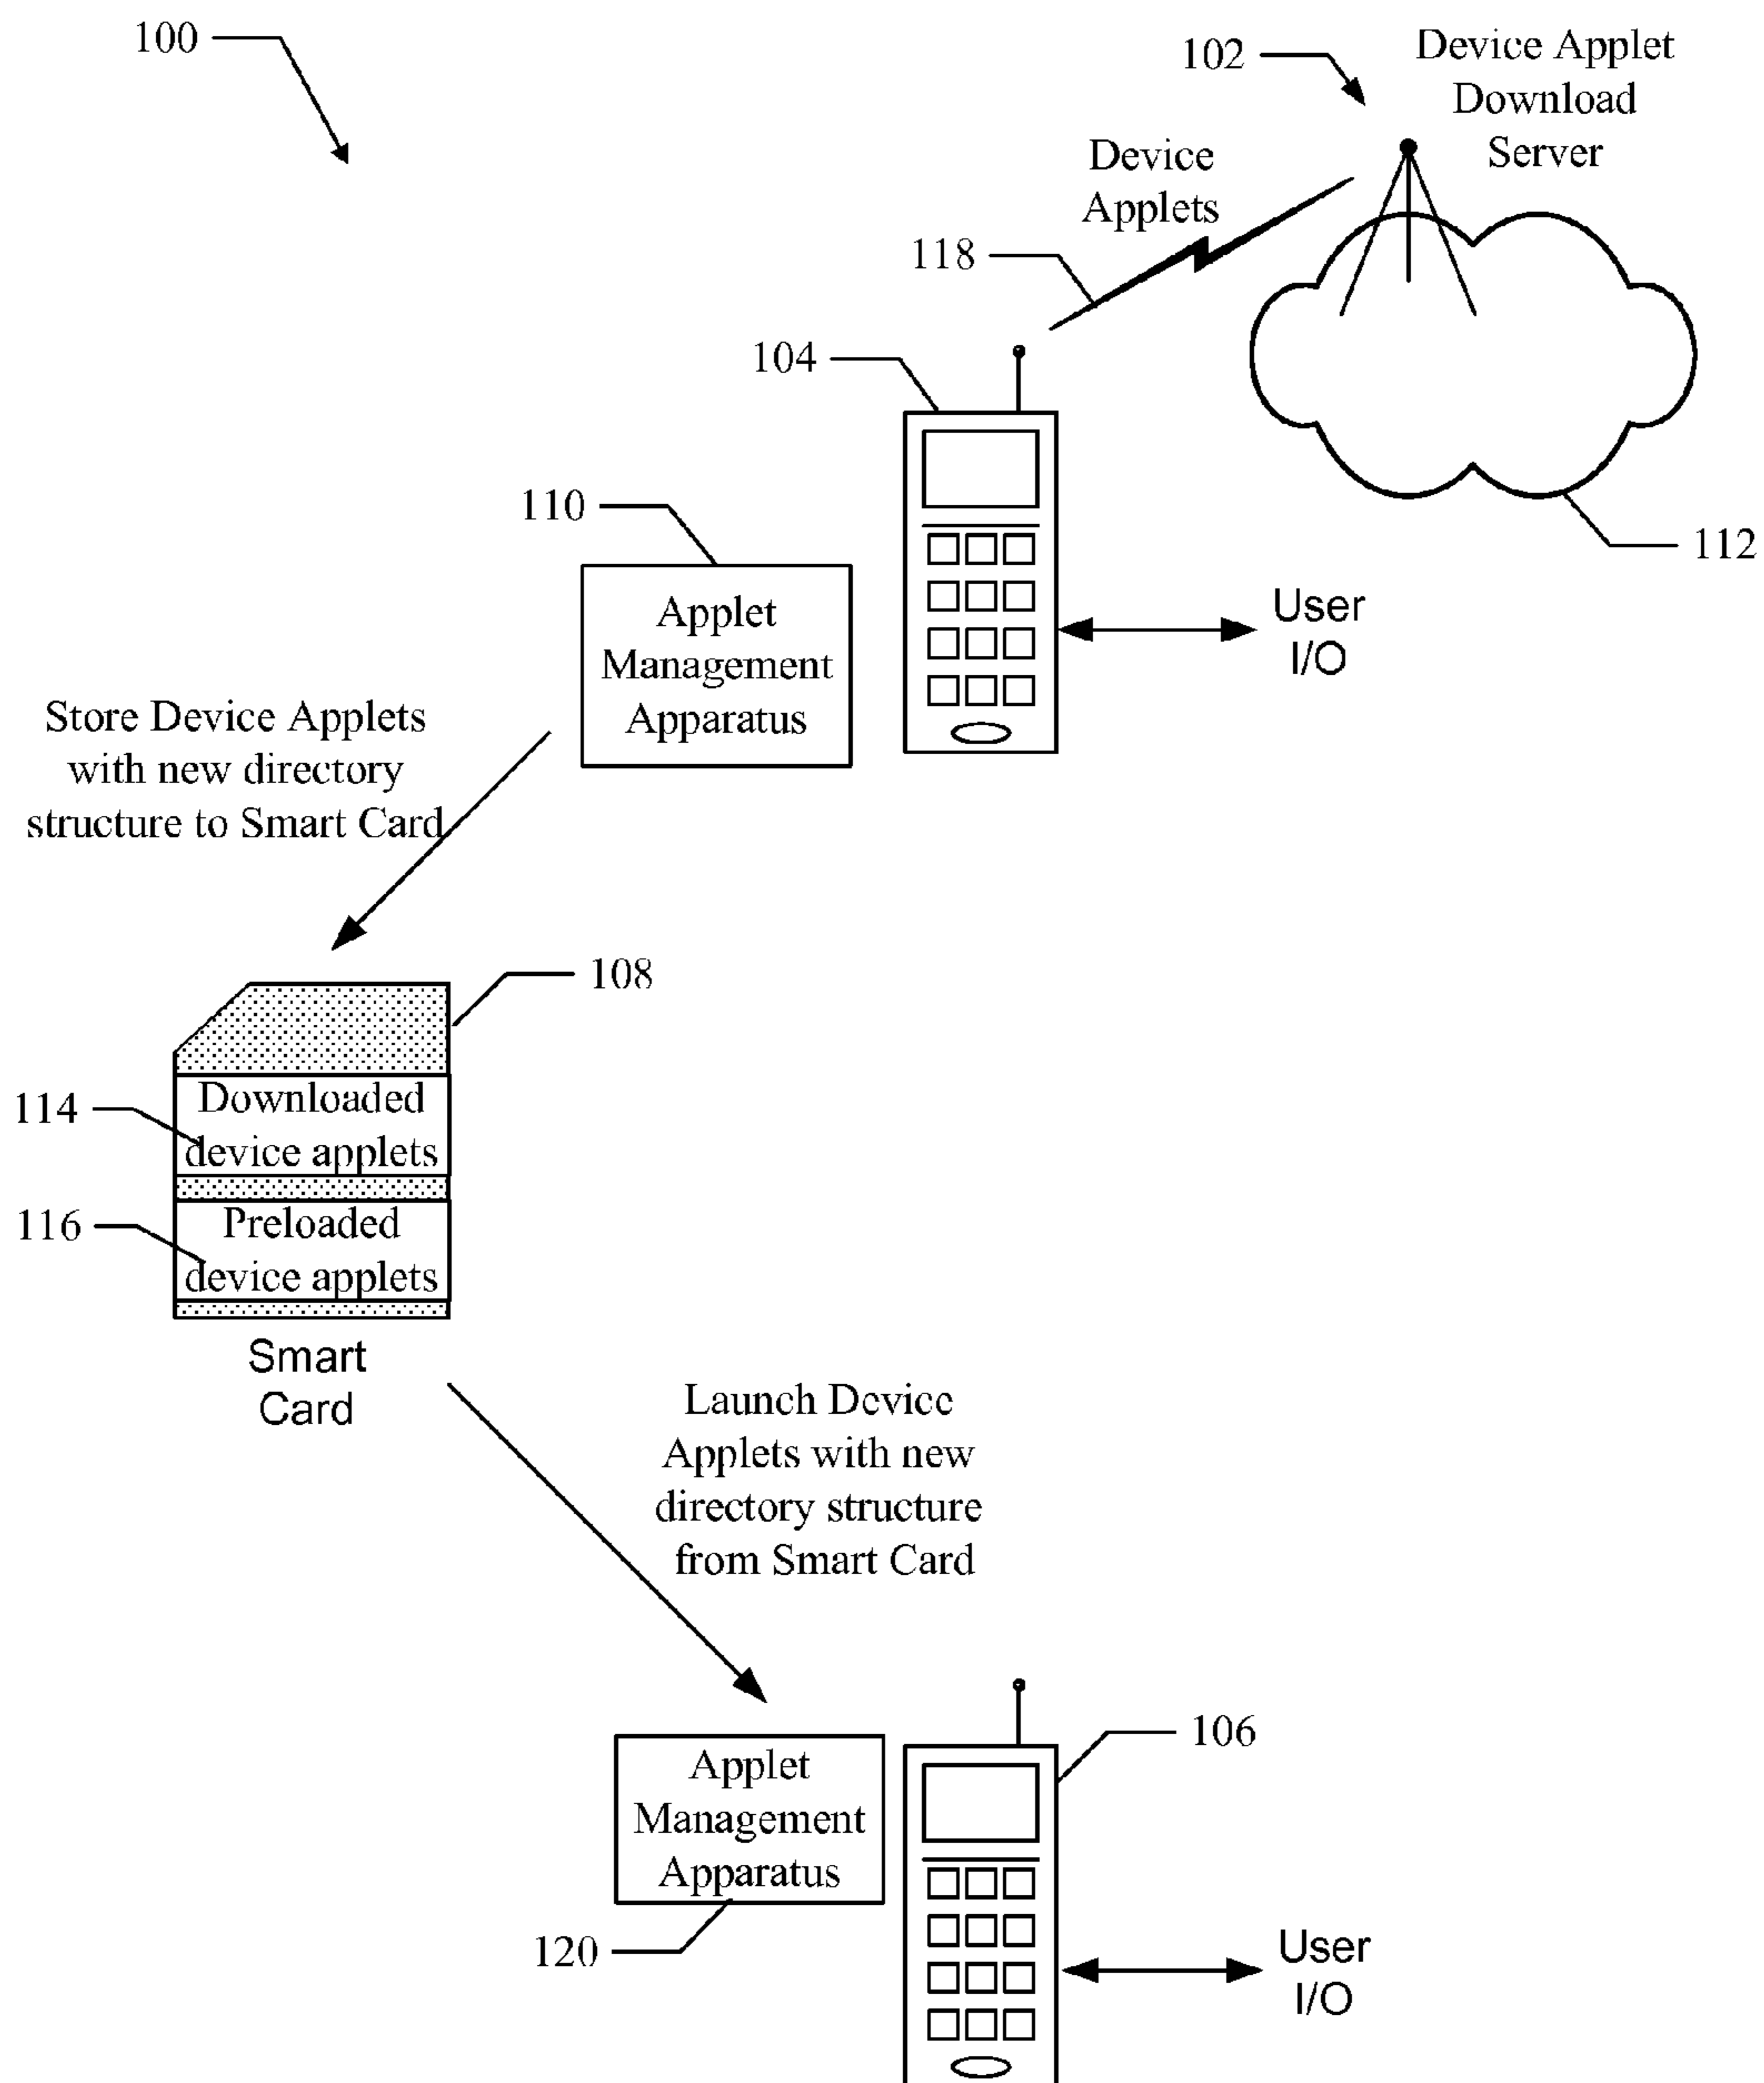 100
102
Device Applet
Download
Server
Device
Applets
118
104
112
110
Applet
Management
Apparatus
User
I/O
Store Device Applets
with new directory
structure to Smart Card
108
114
Downloaded
device applets
116
Preloaded
device applets
Smart
Card
Launch Device
Applets with new
directory structure
from Smart Card
106
Applet
Management
Apparatus
120
User
I/O